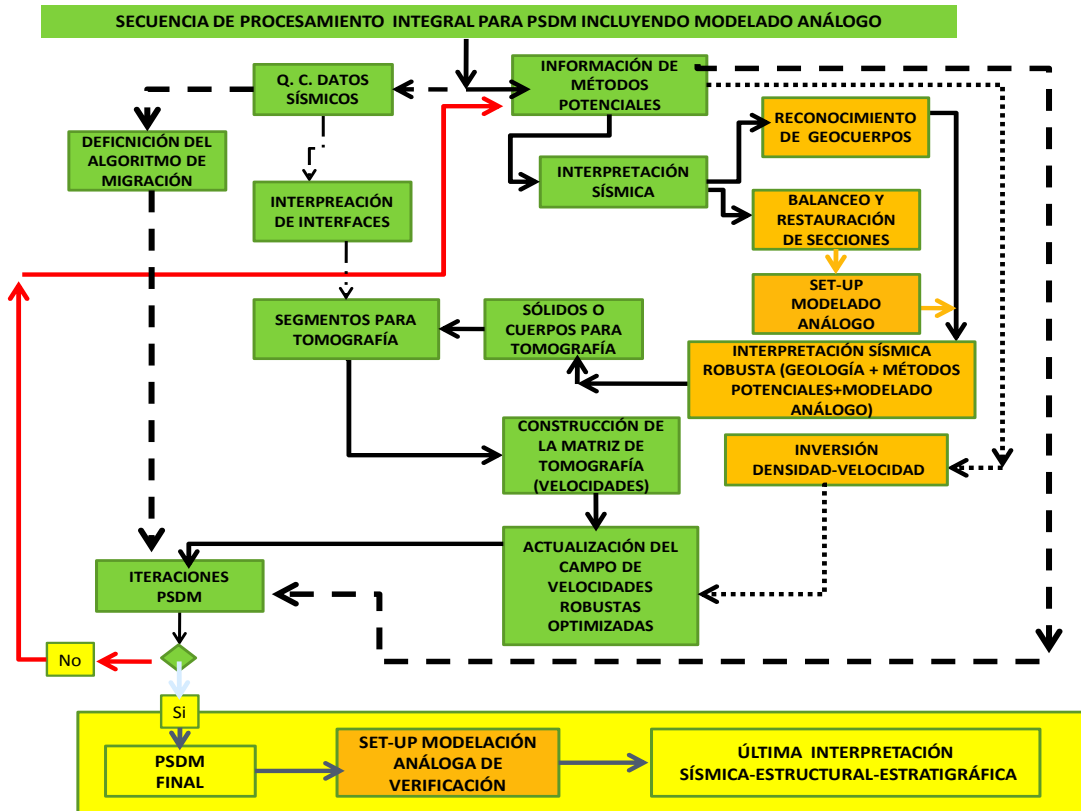 SECUENCIA DE PROCESAMIENTO INTEGRAL PARA PSDM INCLUYENDO MODELADO ANÁLOGO
Q. C. DATOS
SÍSMICOS
INFORMACIÓN DE
MÉTODOS
POTENCIALES
DEFICNICIÓN DEL
ALGORITMO DE
MIGRACIÓN
RECONOCIMIENTO
DE GEOCUERPOS
INTERPRETACIÓN
SÍSMICA
INTERPREACIÓN
DE INTERFACES
BALANCEO Y
RESTAURACIÓN
DE SECCIONES
SET-UP
MODELADO
ANÁLOGO
SEGMENTOS PARA
TOMOGRAFÍA
SÓLIDOS O
CUERPOS PARA
TOMOGRAFÍA
INTERPRETACIÓN SÍSMICA
ROBUSTA (GEOLOGÍA + MÉTODOS
POTENCIALES+MODELADO
ANÁLOGO)
CONSTRUCCIÓN DE
LA MATRIZ DE
TOMOGRAFÍA
(VELOCIDADES)
INVERSIÓN
DENSIDAD-VELOCIDAD
ACTUALIZACIÓN DEL
CAMPO DE
VELOCIDADES
ROBUSTAS
OPTIMIZADAS
ITERACIONES
PSDM
No
Si
PSDM
FINAL
SET-UP MODELACIÓN
ANÁLOGA DE
VERIFICACIÓN
ÚLTIMA INTERPRETACIÓN
SÍSMICA-ESTRUCTURAL-ESTRATIGRÁFICA